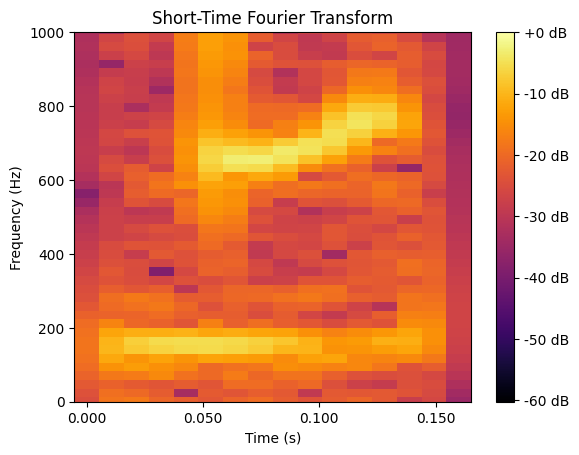 Short-Time Fourier Transform
Frequency (Hz)
1000
800
600
400
200
0
0.000
0.050
0.100
0.150
Time (s)
+0 dB
-10 dB
-20 dB
-30 dB
-40 dB
-50 dB
-60 dB